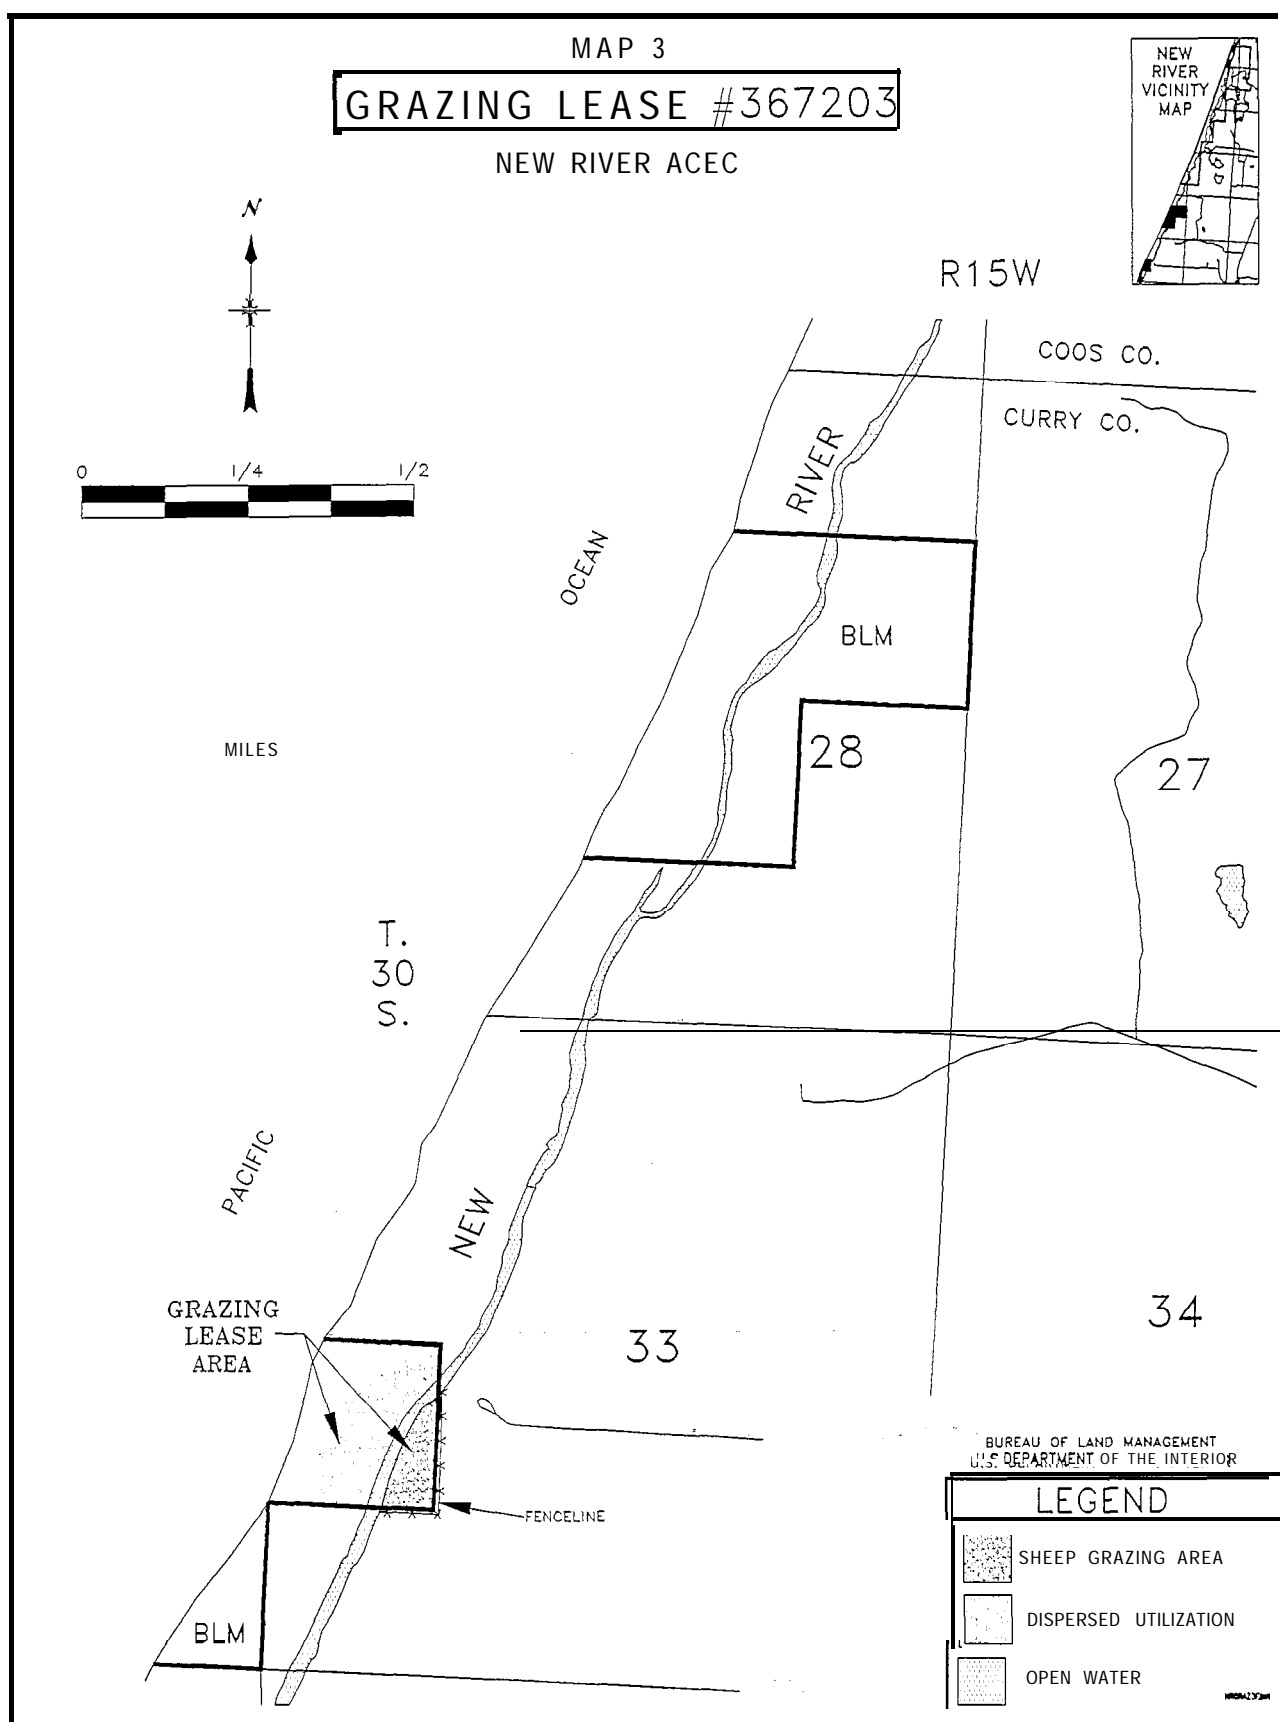 MAP 3
GRAZING LEASE #367203
NEW RIVER ACEC
NEW
RIVER
VICINITY
MAP
N
R15W
COOS CO.
CURRY CO.
0 1/4 1/2
RIVER
OCEAN
BLM
MILES
28
27
T.
30
S.
PACIFIC
NEW
GRAZING
LEASE
AREA
33
34
FENCELINE
BLM
BUREAU OF LAND MANAGEMENT
U.S. DEPARTMENT OF THE INTERIOR
LEGEND
SHEEP GRAZING AREA
DISPERSED UTILIZATION
OPEN WATER